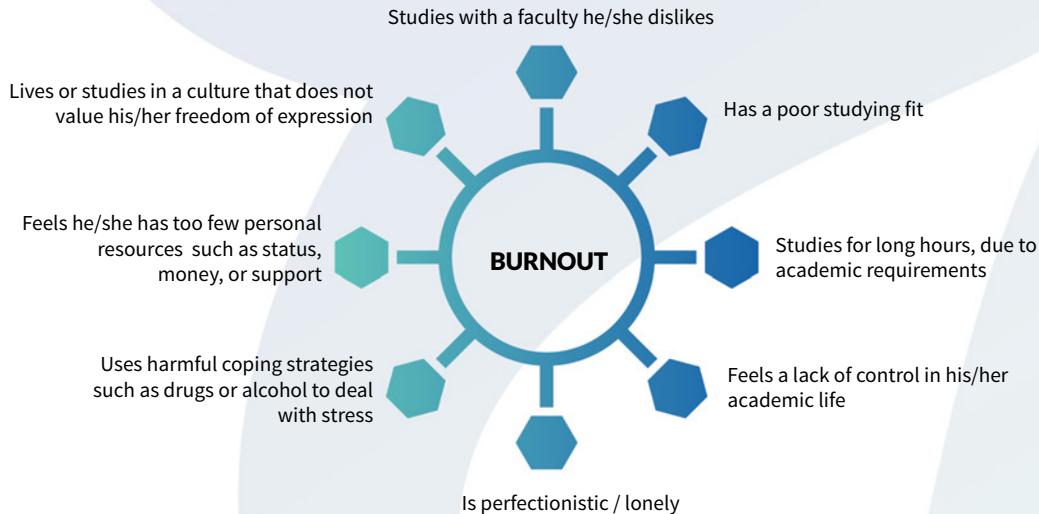 Studies with a faculty he/she dislikes
Lives or studies in a culture that does not
value his/her freedom of expression
Has a poor studying fit
Feels he/she has too few personal
resources such as status,
money, or support
BURNOUT
Studies for long hours, due to
academic requirements
Uses harmful coping strategies
such as drugs or alcohol to deal
with stress
Feels a lack of control in his/her
academic life
Is perfectionistic / lonely